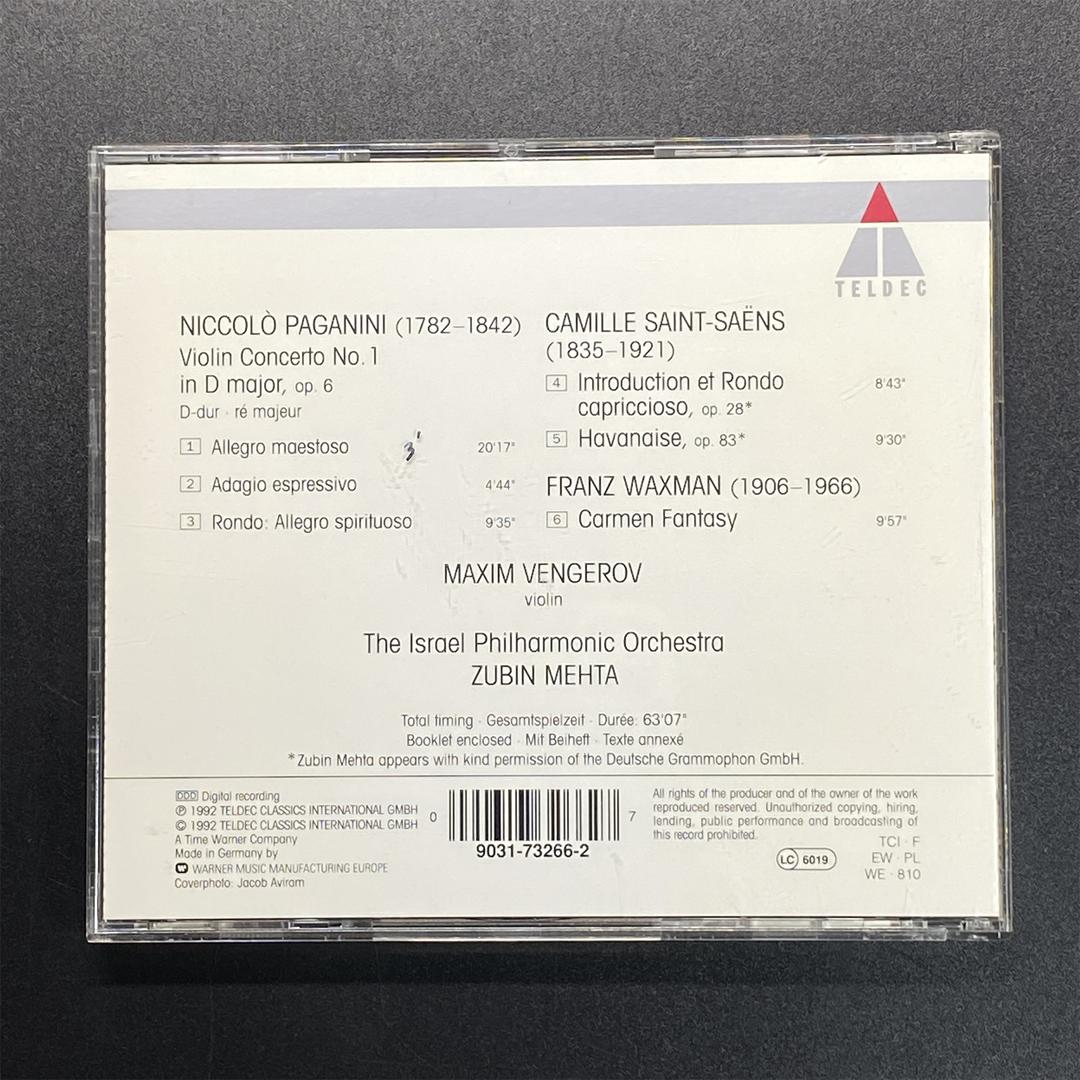 TELDEC
NICCOLÒ PAGANINI (1782–1842)
Violin Concerto No. 1
in D major, op. 6
D-dur · ré majeur
1 Allegro maestoso 3' 20'17"
2 Adagio espressivo 4'44"
3 Rondo: Allegro spirituoso 9'35"
CAMILLE SAINT-SAËNS
(1835–1921)
4 Introduction et Rondo 8'43"
capriccioso, op. 28*
5 Havanaise, op. 83* 9'30"
FRANZ WAXMAN (1906–1966)
6 Carmen Fantasy 9'57"
MAXIM VENGEROV
violin
The Israel Philharmonic Orchestra
ZUBIN MEHTA
Total timing · Gesamtspielzeit · Durée: 63'07"
Booklet enclosed · Mit Beiheft · Texte annexé
*Zubin Mehta appears with kind permission of the Deutsche Grammophon GmbH.
DDD Digital recording
℗ 1992 TELDEC CLASSICS INTERNATIONAL GMBH
© 1992 TELDEC CLASSICS INTERNATIONAL GMBH
A Time Warner Company
Made in Germany by
WARNER MUSIC MANUFACTURING EUROPE
Coverphoto: Jacob Aviram
0 7
9031-73266-2
All rights of the producer and of the owner of the work
reproduced reserved. Unauthorized copying, hiring,
lending, public performance and broadcasting of
this record prohibited.
LC 6019
TCI · F
EW · PL
WE · 810